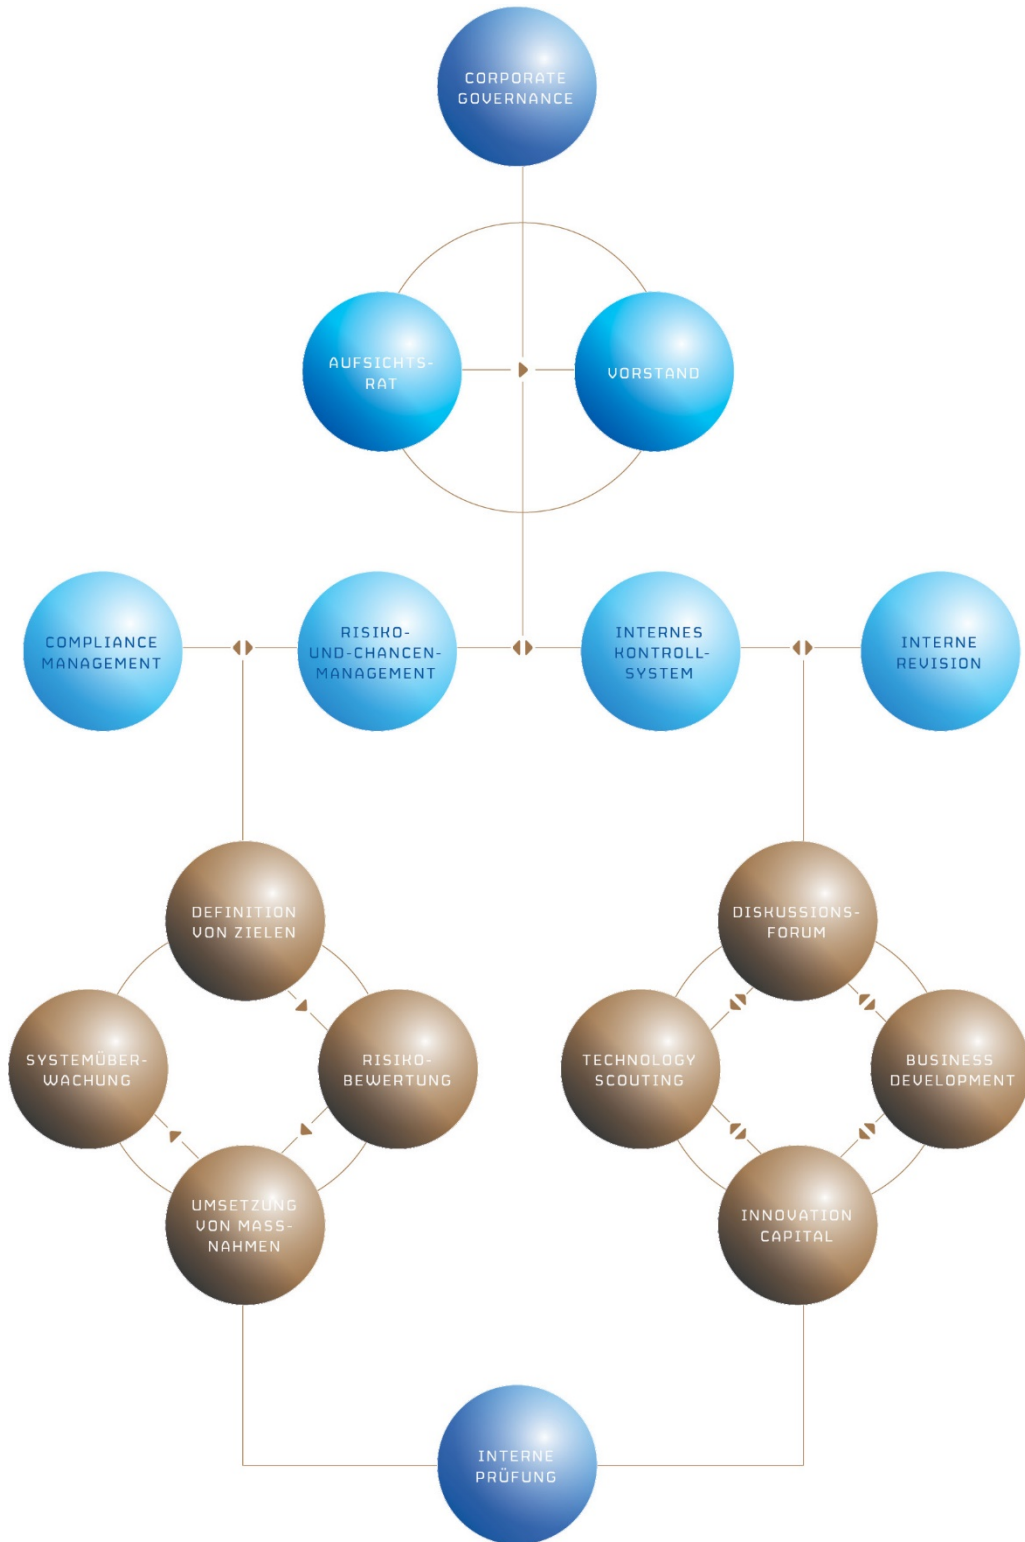 CORPORATE
GOVERNANCE
AUFSICHTS-
RAT
VORSTAND
COMPLIANCE
MANAGEMENT
RISIKO-
UND-CHANCEN-
MANAGEMENT
INTERNES
KONTROLL-
SYSTEM
INTERNE
REVISION
DEFINITION
VON ZIELEN
SYSTEMÜBER-
WACHUNG
RISIKO-
BEWERTUNG
UMSETZUNG
VON MASS-
NAHMEN
DISKUSSIONS-
FORUM
TECHNOLOGY
SCOUTING
BUSINESS
DEVELOPMENT
INNOVATION
CAPITAL
INTERNE
PRÜFUNG